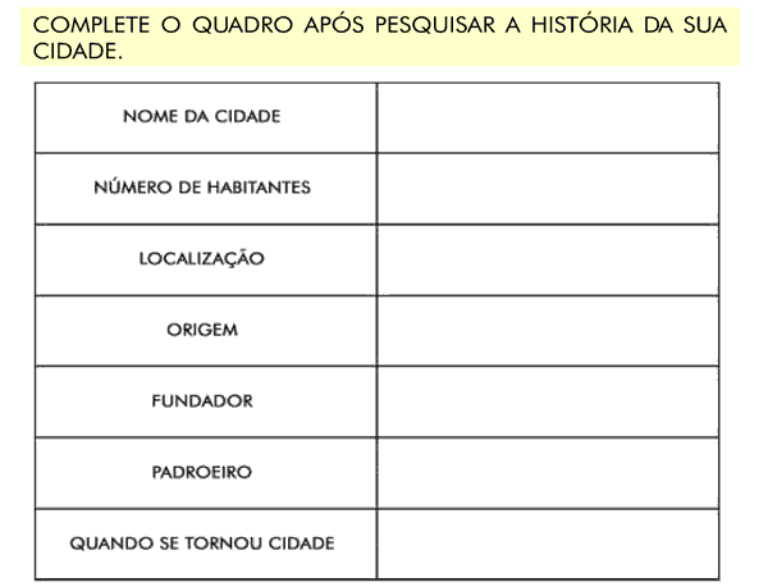 COMPLETE O QUADRO APÓS PESQUISAR A HISTÓRIA DA SUA
CIDADE.
NOME DA CIDADE
NÚMERO DE HABITANTES
LOCALIZAÇÃO
ORIGEM
FUNDADOR
PADROEIRO
QUANDO SE TORNOU CIDADE